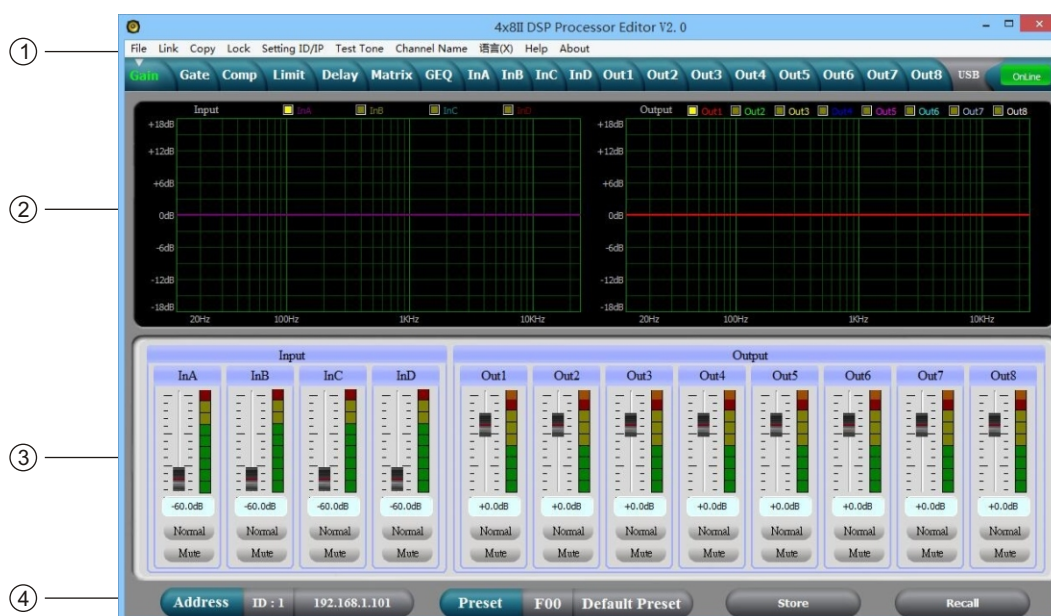 4x8II DSP Processor Editor V2. 0
①
File Link Copy Lock Setting ID/IP Test Tone Channel Name 语言(X) Help About
Gain Gate Comp Limit Delay Matrix GEQ InA InB InC InD Out1 Out2 Out3 Out4 Out5 Out6 Out7 Out8 USB OnLine
Input InA InB InC InD
+18dB
+12dB
+6dB
0dB
-6dB
-12dB
-18dB
20Hz 100Hz 1KHz 10KHz
Output Out1 Out2 Out3 Out4 Out5 Out6 Out7 Out8
+18dB
+12dB
+6dB
0dB
-6dB
-12dB
-18dB
20Hz 100Hz 1KHz 10KHz
②
③
Input
InA InB InC InD
-60.0dB -60.0dB -60.0dB -60.0dB
Normal Normal Normal Normal
Mute Mute Mute Mute
Output
Out1 Out2 Out3 Out4 Out5 Out6 Out7 Out8
+0.0dB +0.0dB +0.0dB +0.0dB +0.0dB +0.0dB +0.0dB +0.0dB
Normal Normal Normal Normal Normal Normal Normal Normal
Mute Mute Mute Mute Mute Mute Mute Mute
④
Address ID : 1 192.168.1.101 Preset F00 Default Preset Store Recall